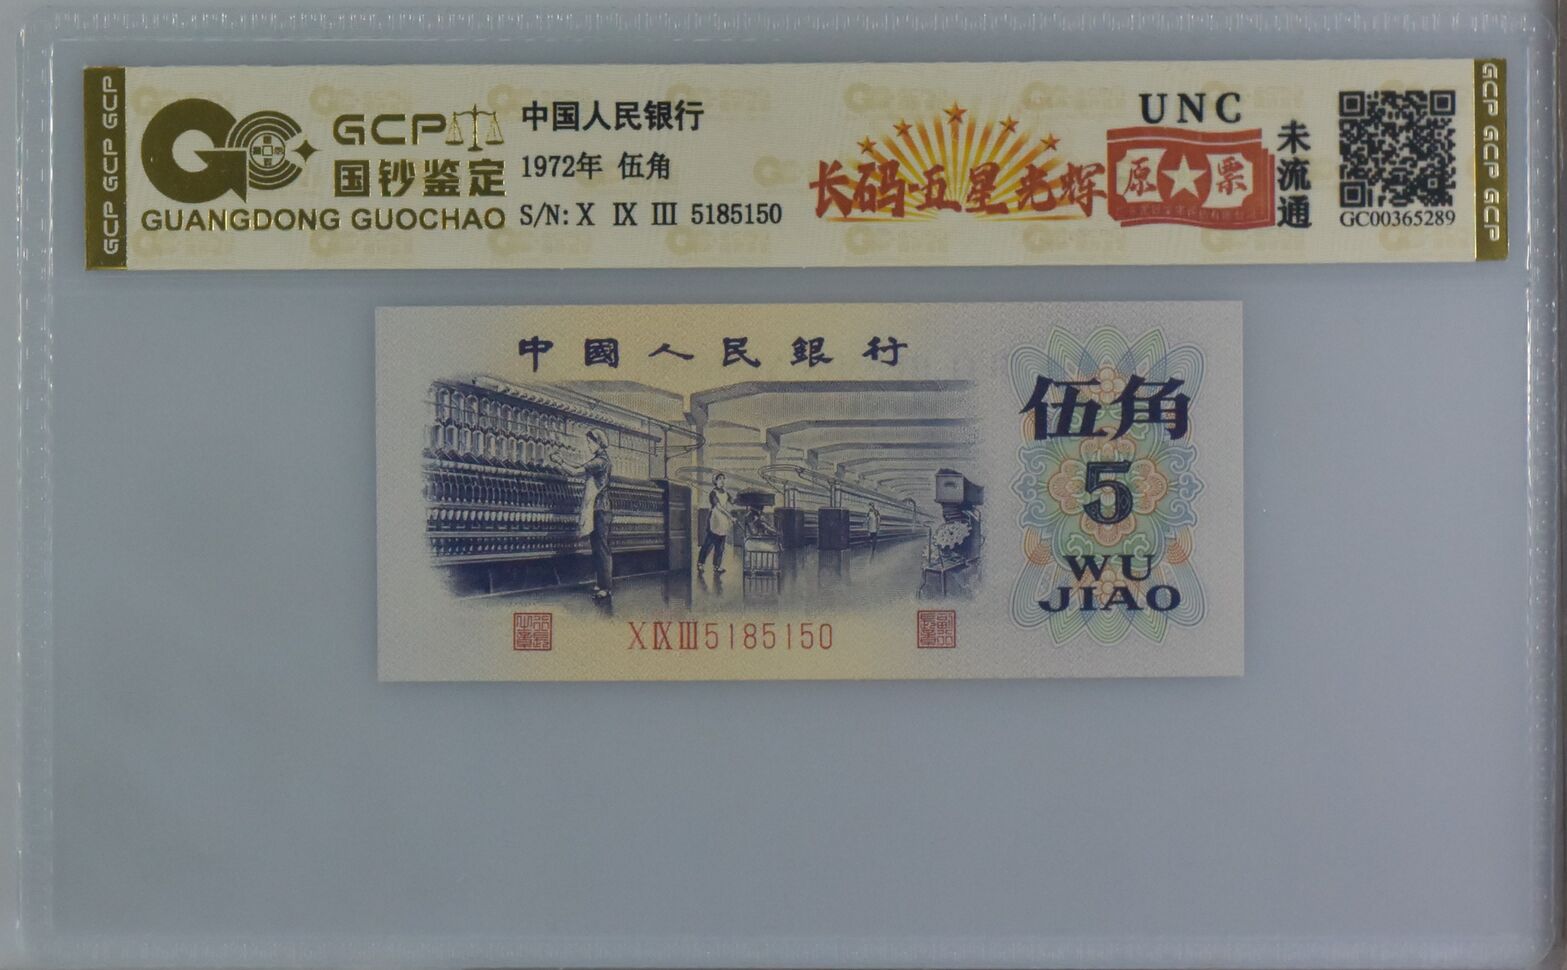 GCP GCP GCP
GCP
国钞鉴定
GUANGDONG GUOCHAO
中国人民银行
1972年 伍角
S/N: X IX III 5185150
长码·五星光辉
UNC
原★票
未流通
GC00365289
GCP GCP GCP
中國人民銀行
伍角
5
WU
JIAO
X IX III 5185150